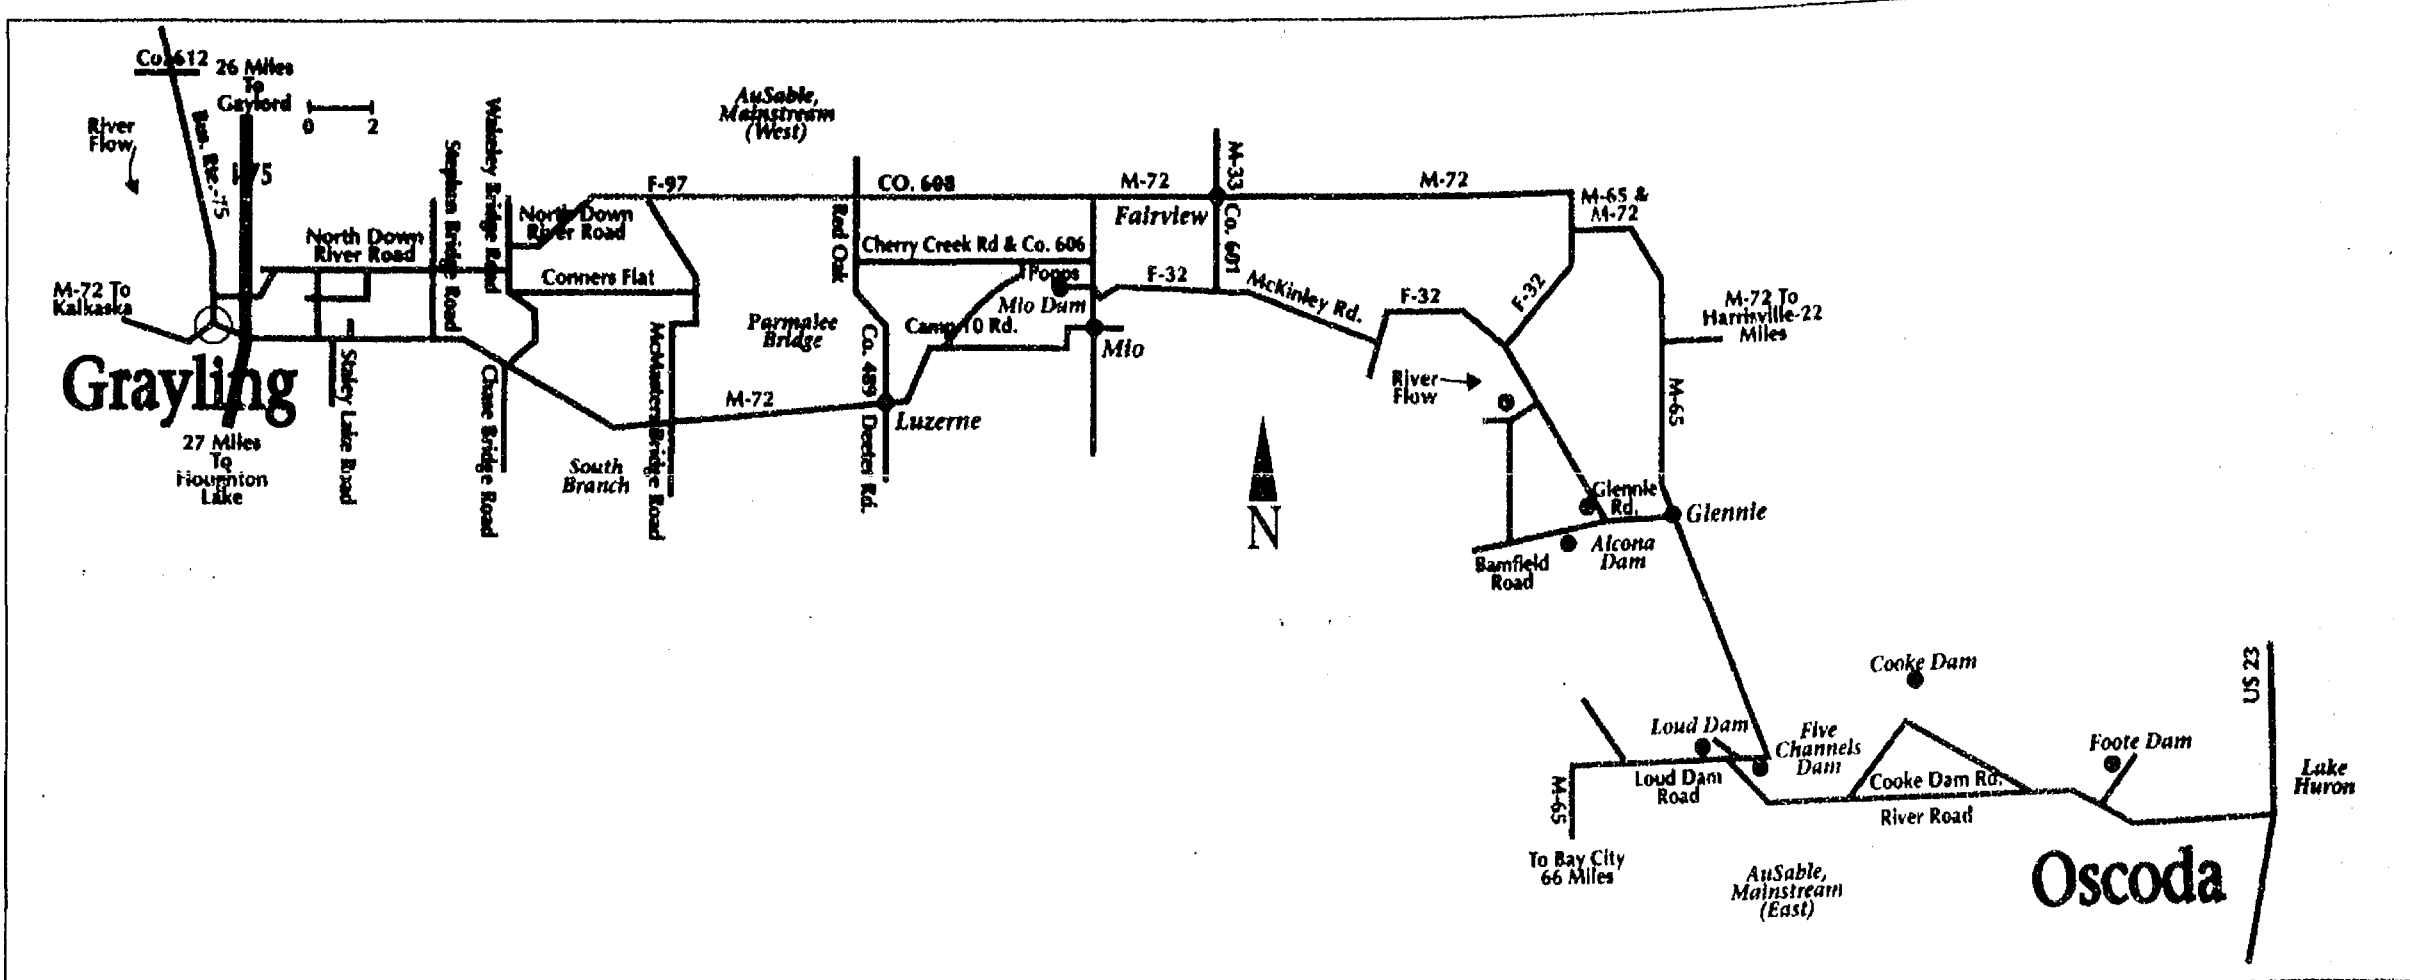 Co. 612
26 Miles
To
Gaylord
0 2
River
Flow
Bus. Rt.-75
I-75
Stephan Bridge Road
Wakeley Bridge Road
AuSable,
Mainstream
(West)
North Down
River Road
North Down
River Road
F-97
CO. 608
M-72
M-33
Fairview
M-72
M-65 &
M-72
Red Oak
Cherry Creek Rd & Co. 606
Co. 601
Conners Flat
Popps
F-32
McKinley Rd.
F-32
F-32
M-72 To
Kalkaska
M-72 To
Harrisville-22
Miles
Mio Dam
Camp 10 Rd.
Mio
Parmalee
Bridge
Grayling
Staley Lake Road
Chase Bridge Road
McMasters Bridge Road
M-72
Co. 489
Deeter Rd.
Luzerne
River
Flow
M-65
27 Miles
To
Houghton
Lake
South
Branch
N
Glennie
Rd.
Glennie
Alcona
Dam
Bamfield
Road
Cooke Dam
US 23
Loud Dam
Five
Channels
Dam
Foote Dam
Lake
Huron
M-65
Loud Dam
Road
Cooke Dam Rd.
River Road
To Bay City
66 Miles
AuSable,
Mainstream
(East)
Oscoda